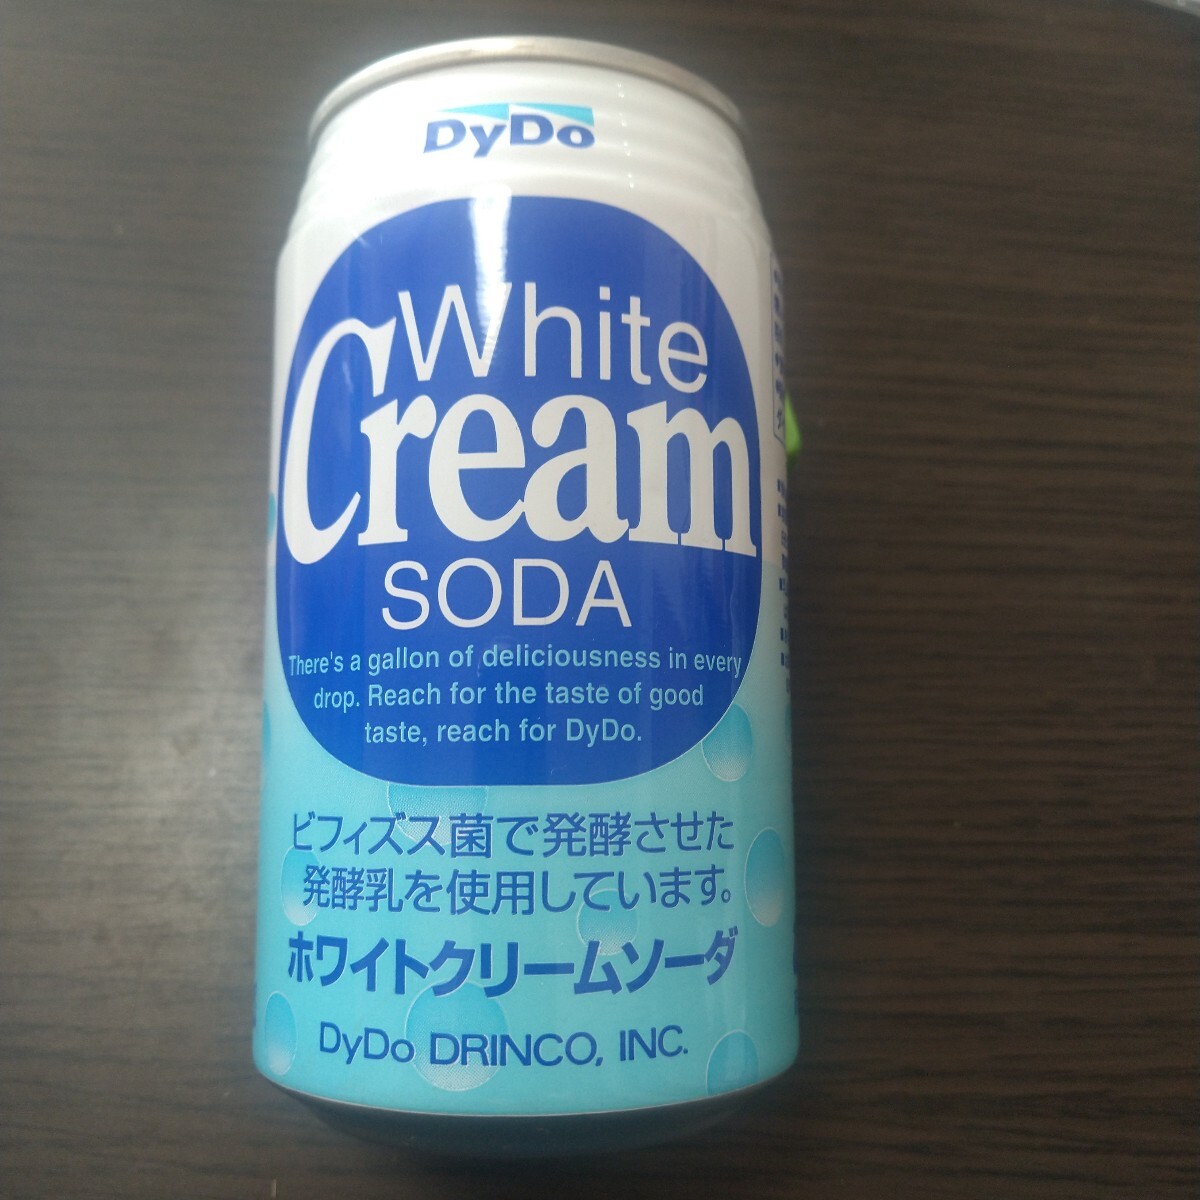 DyDo
White
Cream
SODA
There's a gallon of deliciousness in every
drop. Reach for the taste of good
taste, reach for DyDo.
ビフィズス菌で発酵させた
発酵乳を使用しています。
ホワイトクリームソーダ
DyDo DRINCO, INC.